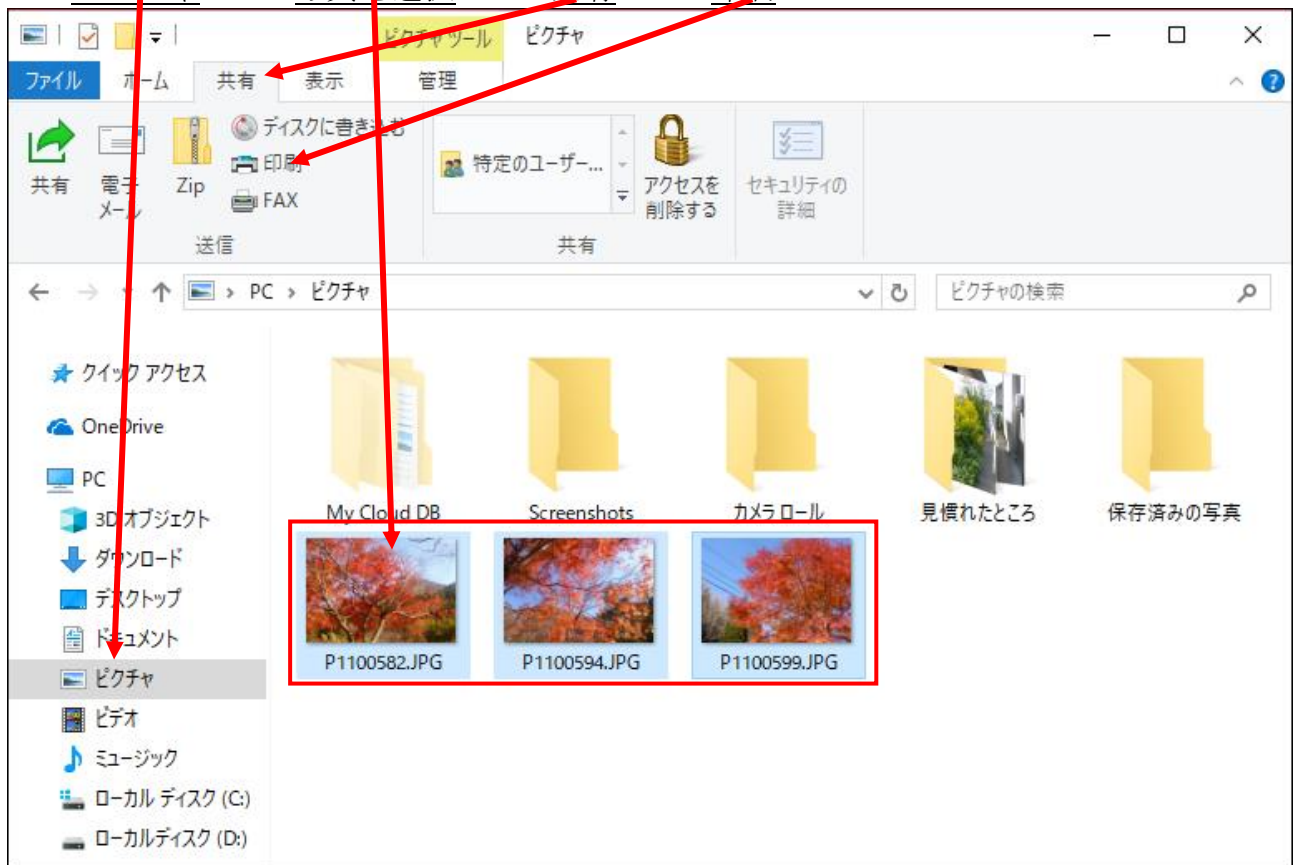 ピクチャ ツール ピクチャ
ファイル ホーム 共有 表示 管理
共有
電子
メール
Zip
ディスクに書き込む
印刷
FAX
送信
特定のユーザー...
アクセスを
削除する
共有
セキュリティの
詳細
PC › ピクチャ
ピクチャの検索
クイック アクセス
OneDrive
PC
3D オブジェクト
ダウンロード
デスクトップ
ドキュメント
ピクチャ
ビデオ
ミュージック
ローカル ディスク (C:)
ローカルディスク (D:)
My Cloud DB
Screenshots
カメラ ロール
見慣れたところ
保存済みの写真
P1100582.JPG
P1100594.JPG
P1100599.JPG